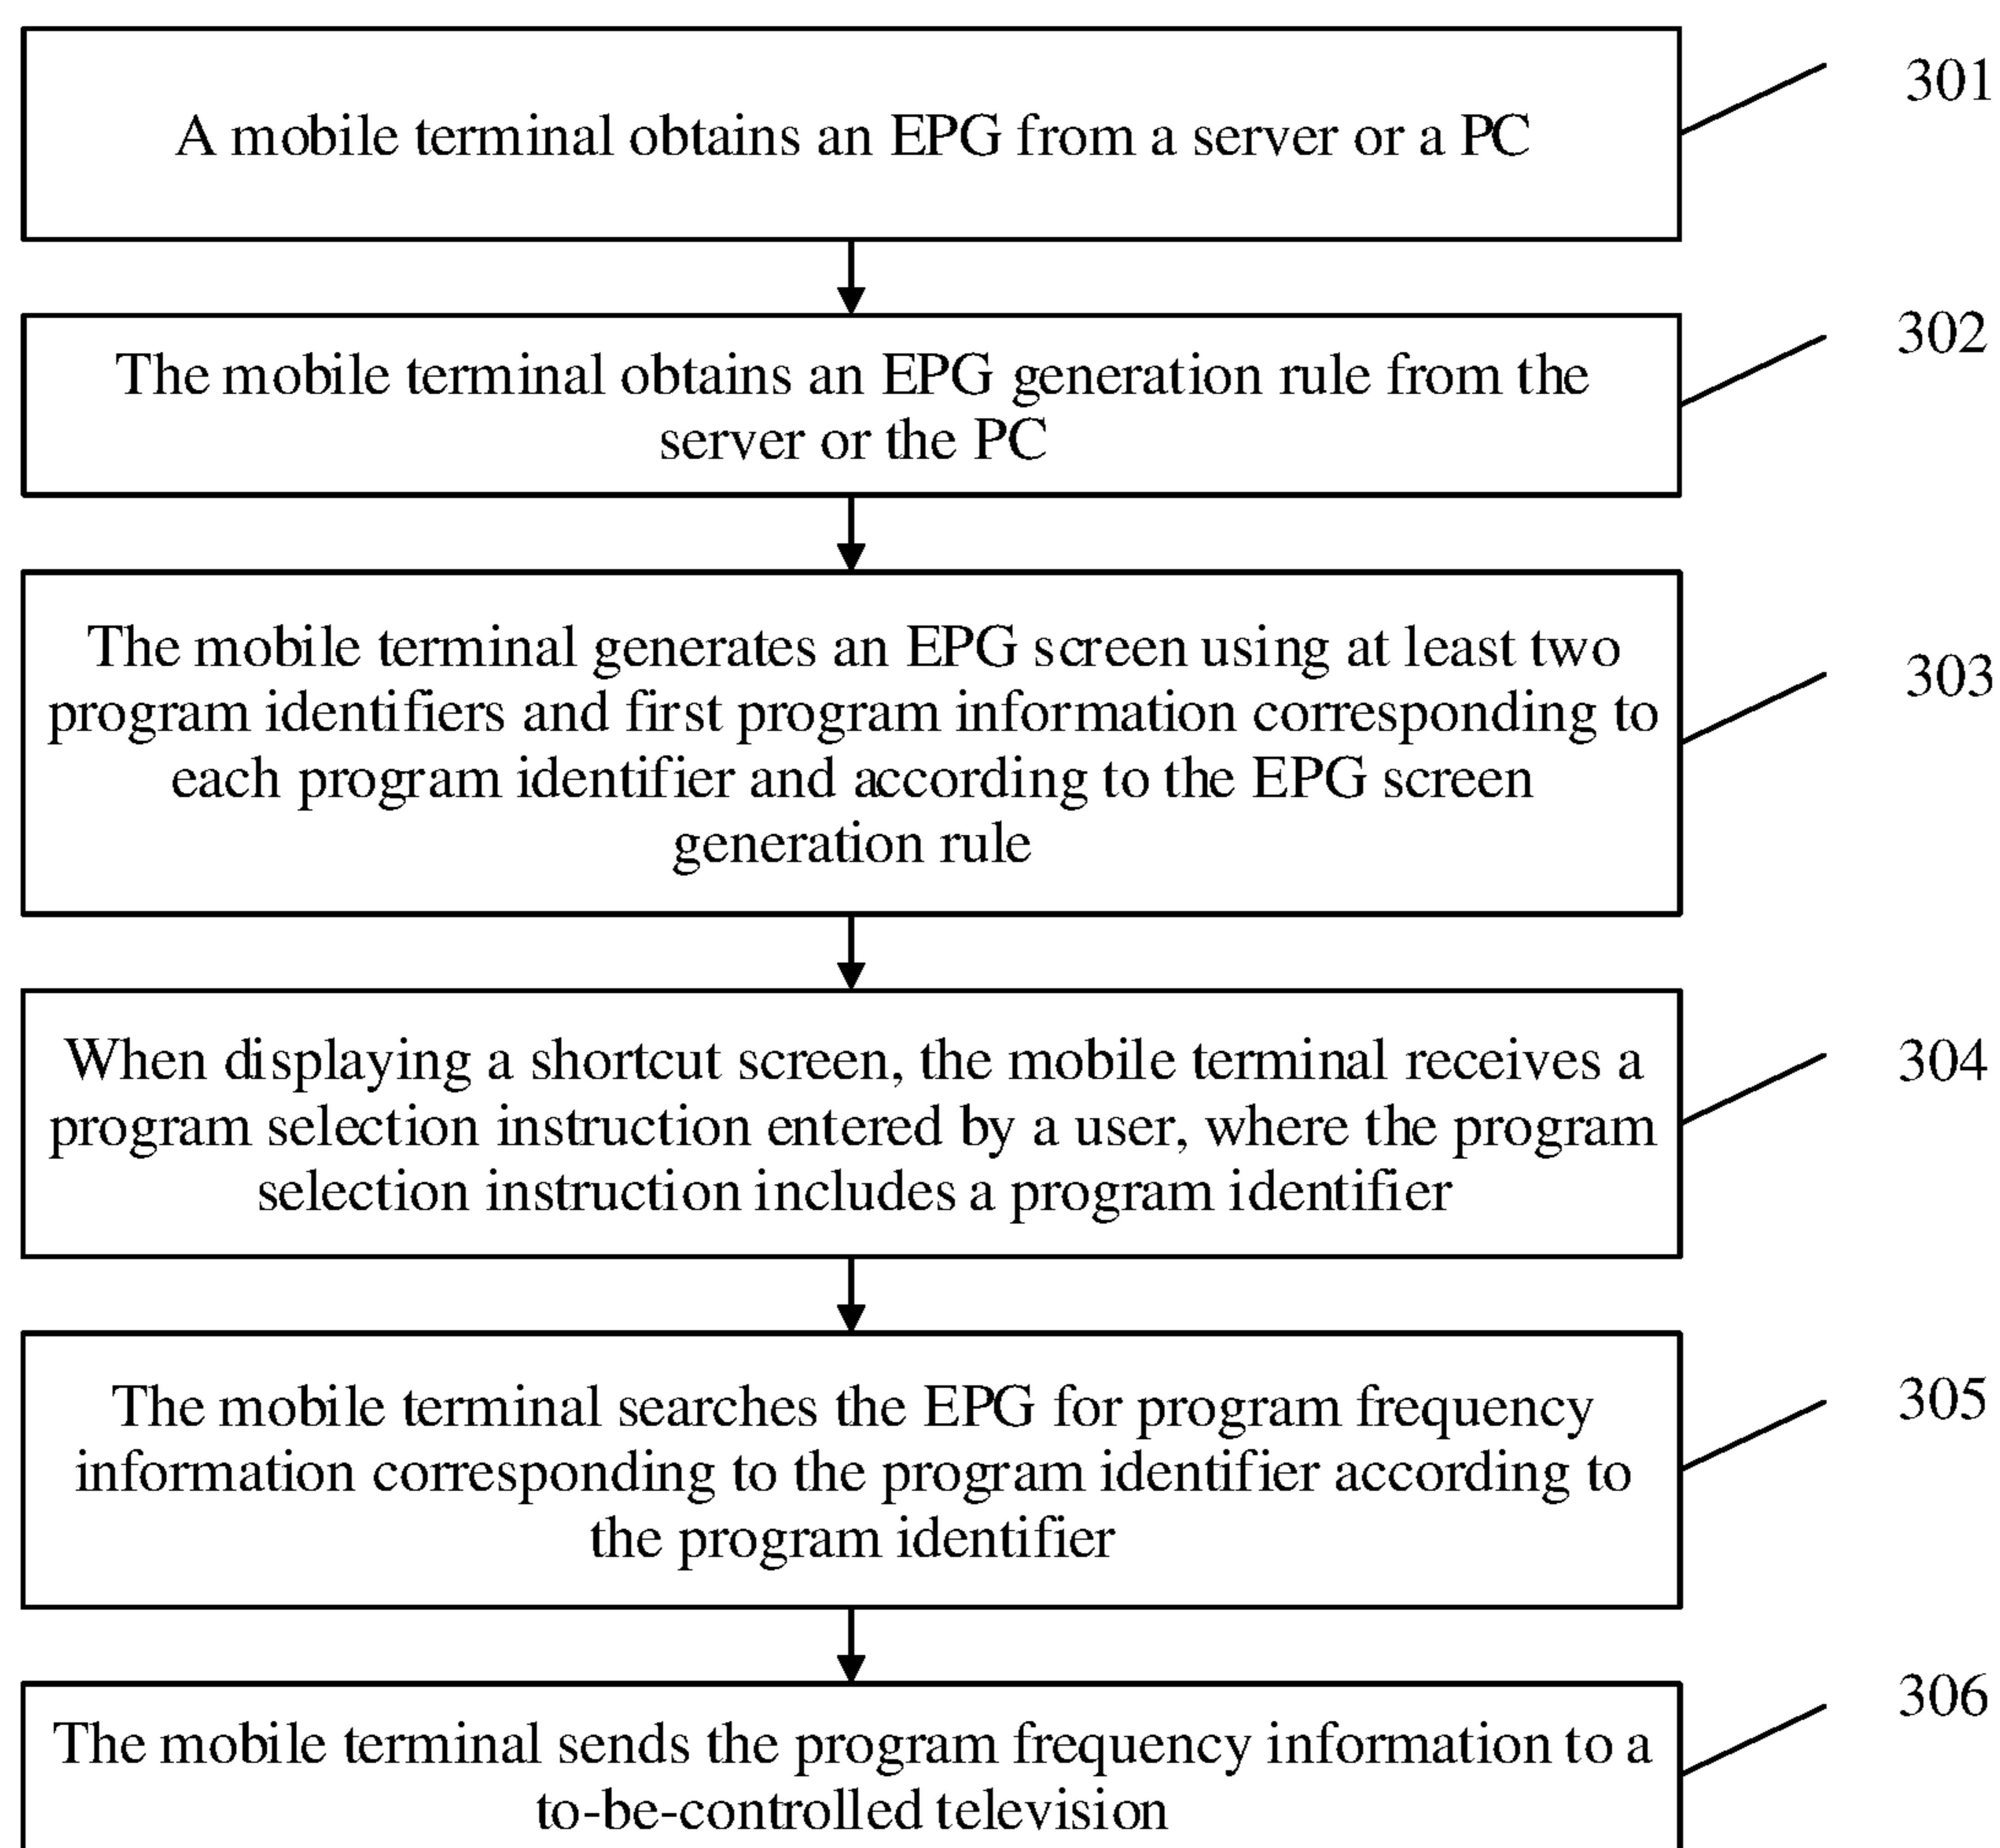 A mobile terminal obtains an EPG from a server or a PC
301
The mobile terminal obtains an EPG generation rule from the
server or the PC
302
The mobile terminal generates an EPG screen using at least two
program identifiers and first program information corresponding to
each program identifier and according to the EPG screen
generation rule
303
When displaying a shortcut screen, the mobile terminal receives a
program selection instruction entered by a user, where the program
selection instruction includes a program identifier
304
The mobile terminal searches the EPG for program frequency
information corresponding to the program identifier according to
the program identifier
305
The mobile terminal sends the program frequency information to a
to-be-controlled television
306